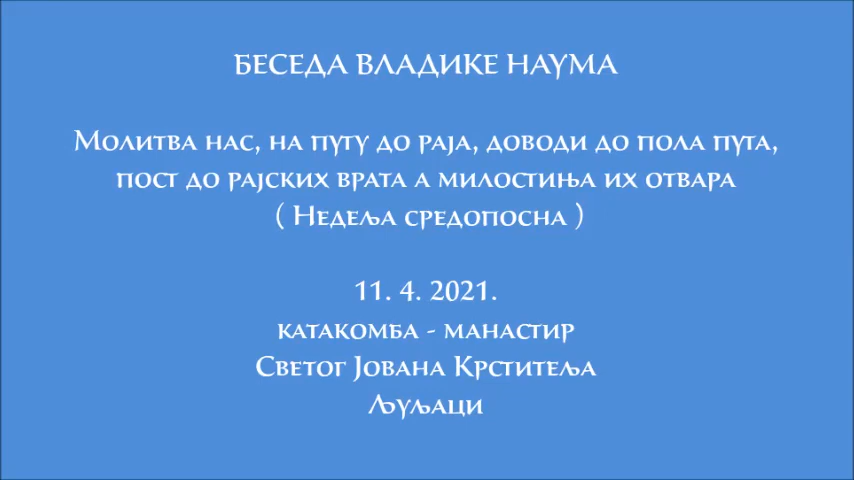 БЕСЕДА ВЛАДИКЕ НАУМА
Молитва нас, на путу до раја, доводи до пола пута,
пост до рајских врата а милостиња их отвара
( Недеља средопосна )
11. 4. 2021.
катакомба - манастир
Светог Јована Крститеља
Љуљаци